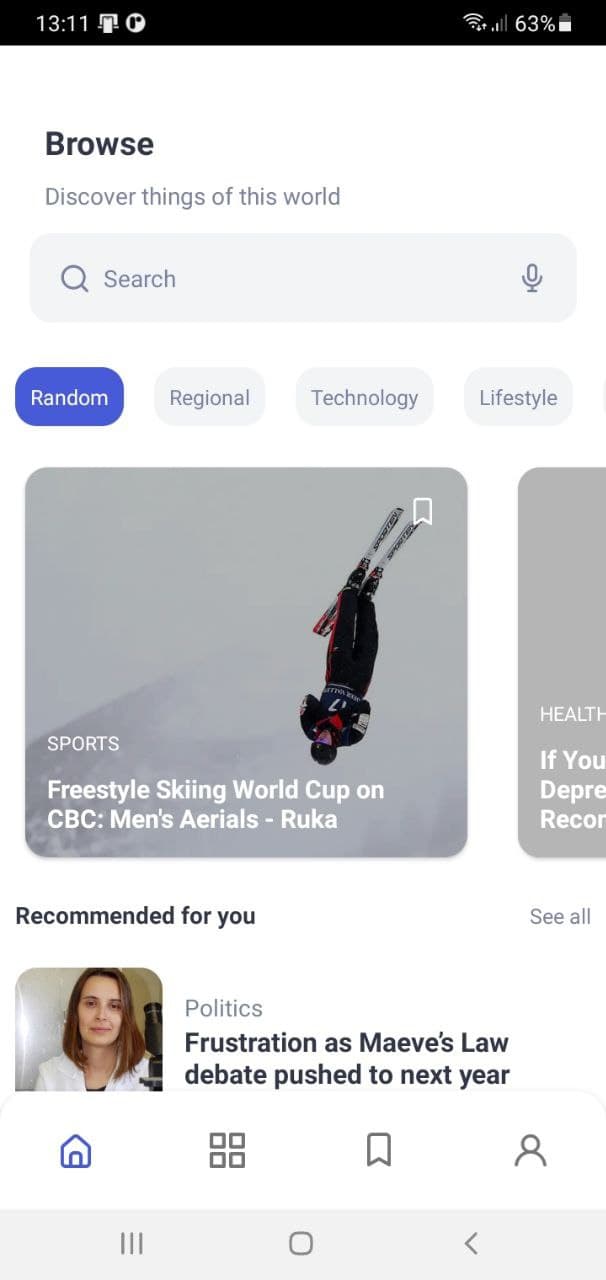 13:11
63%
Browse
Discover things of this world
Search
Random
Regional
Technology
Lifestyle
SPORTEN
SPORTEN
SPORTS
Freestyle Skiing World Cup on
CBC: Men's Aerials - Ruka
HEALTH
If You
Depre
Recor
Recommended for you
See all
Politics
Frustration as Maeve’s Law
debate pushed to next year